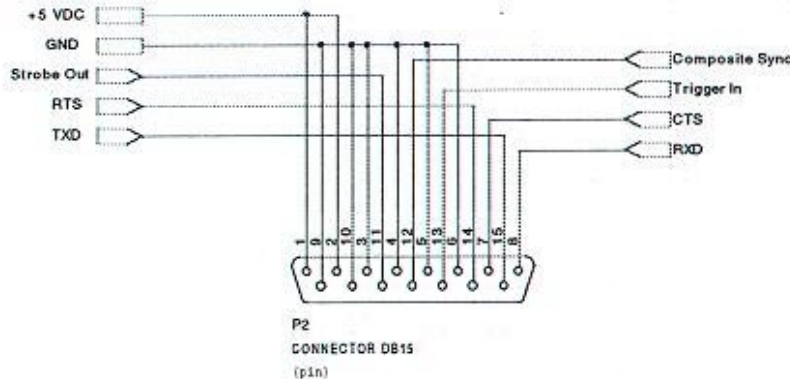 +5 VDC
GND
Strobe Out
RTS
TXD
Composite Sync
Trigger In
CTS
RXD
1 9 2 10 3 11 4 12 5 13 6 14 7 15 8
P2
CONNECTOR DB15
(pin)